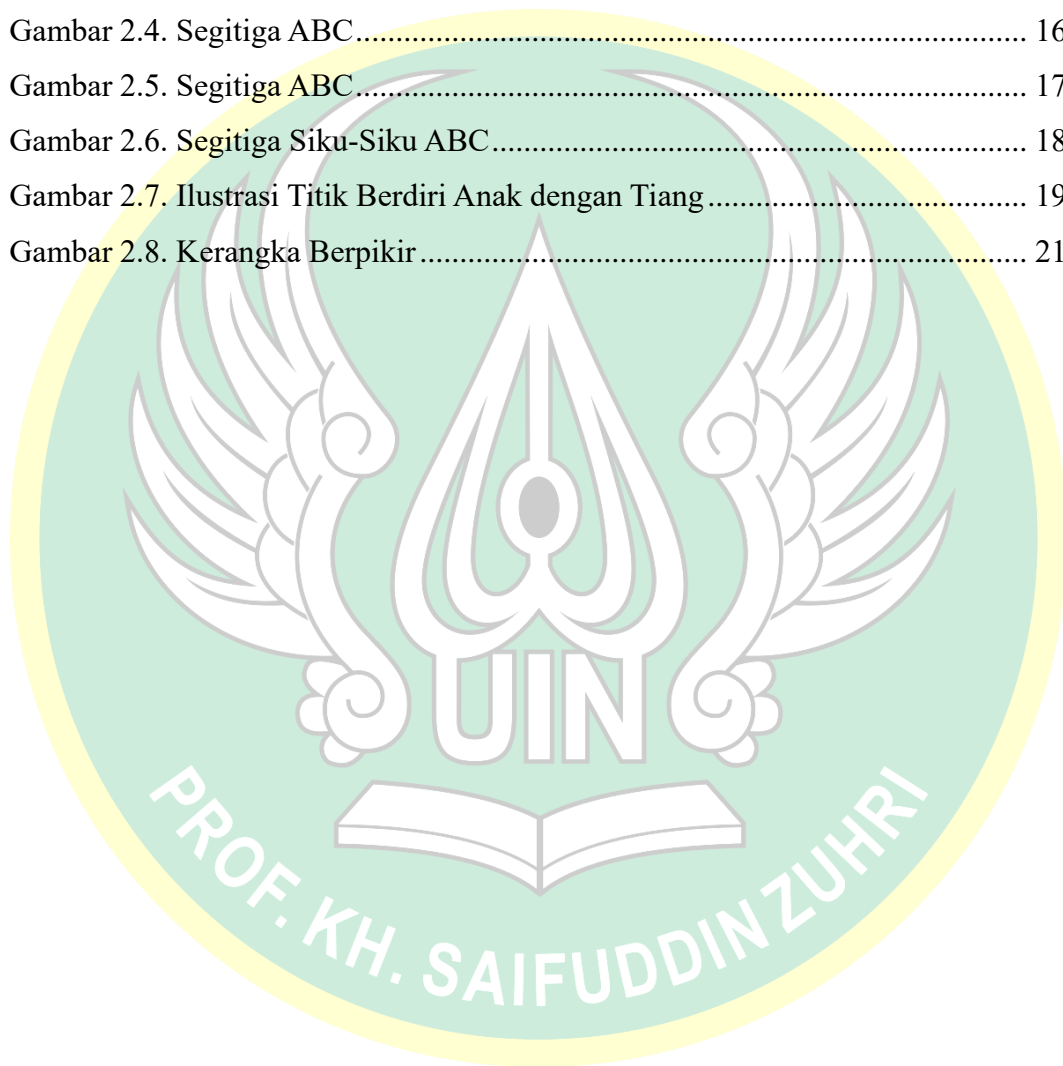 Gambar 2.4. Segitiga ABC................................................................................... 16
Gambar 2.5. Segitiga ABC................................................................................... 17
Gambar 2.6. Segitiga Siku-Siku ABC.................................................................. 18
Gambar 2.7. Ilustrasi Titik Berdiri Anak dengan Tiang....................................... 19
Gambar 2.8. Kerangka Berpikir........................................................................... 21
UIN
PROF. KH. SAIFUDDIN ZUHRI